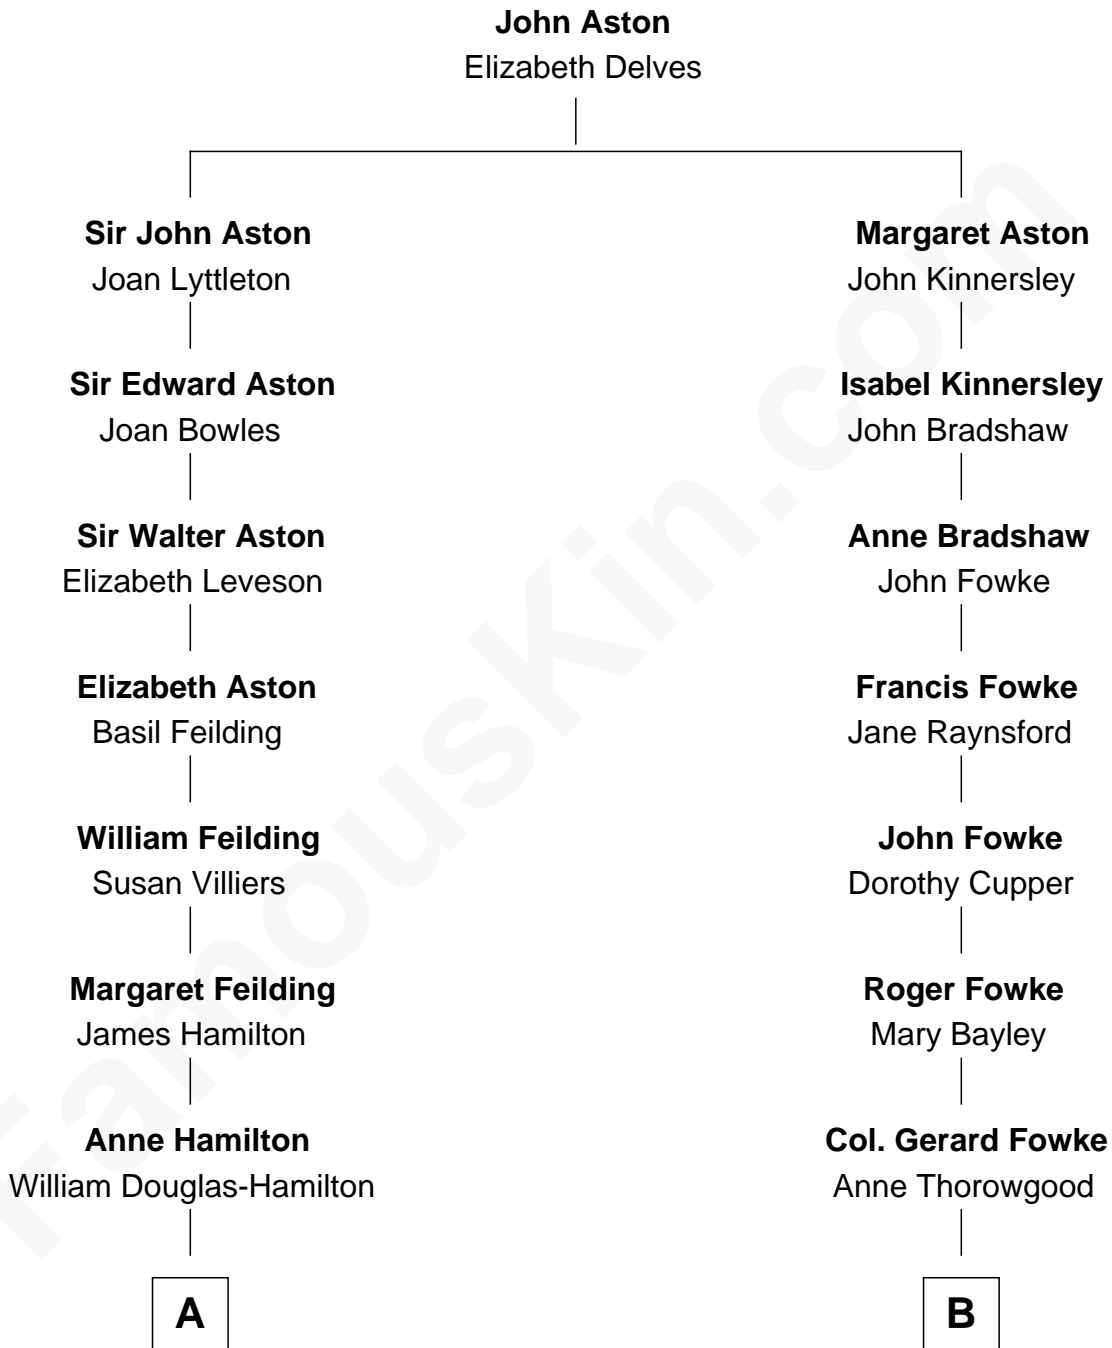 John Aston
Elizabeth Delves
Sir John Aston
Joan Lyttleton
Margaret Aston
John Kinnersley
Sir Edward Aston
Joan Bowles
Isabel Kinnersley
John Bradshaw
Sir Walter Aston
Elizabeth Leveson
Anne Bradshaw
John Fowke
Elizabeth Aston
Basil Feilding
Francis Fowke
Jane Raynsford
William Feilding
Susan Villiers
John Fowke
Dorothy Cupper
Margaret Feilding
James Hamilton
Roger Fowke
Mary Bayley
Anne Hamilton
William Douglas-Hamilton
Col. Gerard Fowke
Anne Thorowgood
A
B
FamousKin.com